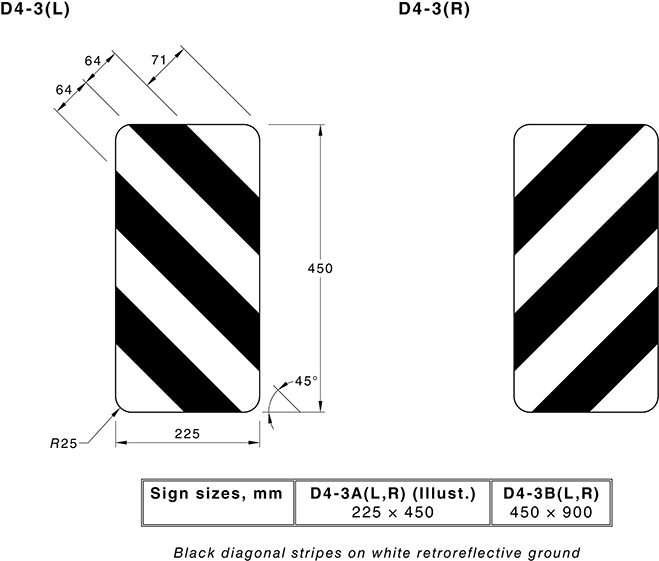 D4-3(L) D4-3(R)
64 64 71
450
45°
R25
225
Sign sizes, mm D4-3A(L,R) (Illust.) D4-3B(L,R)
225 × 450 450 × 900
Black diagonal stripes on white retroreflective ground